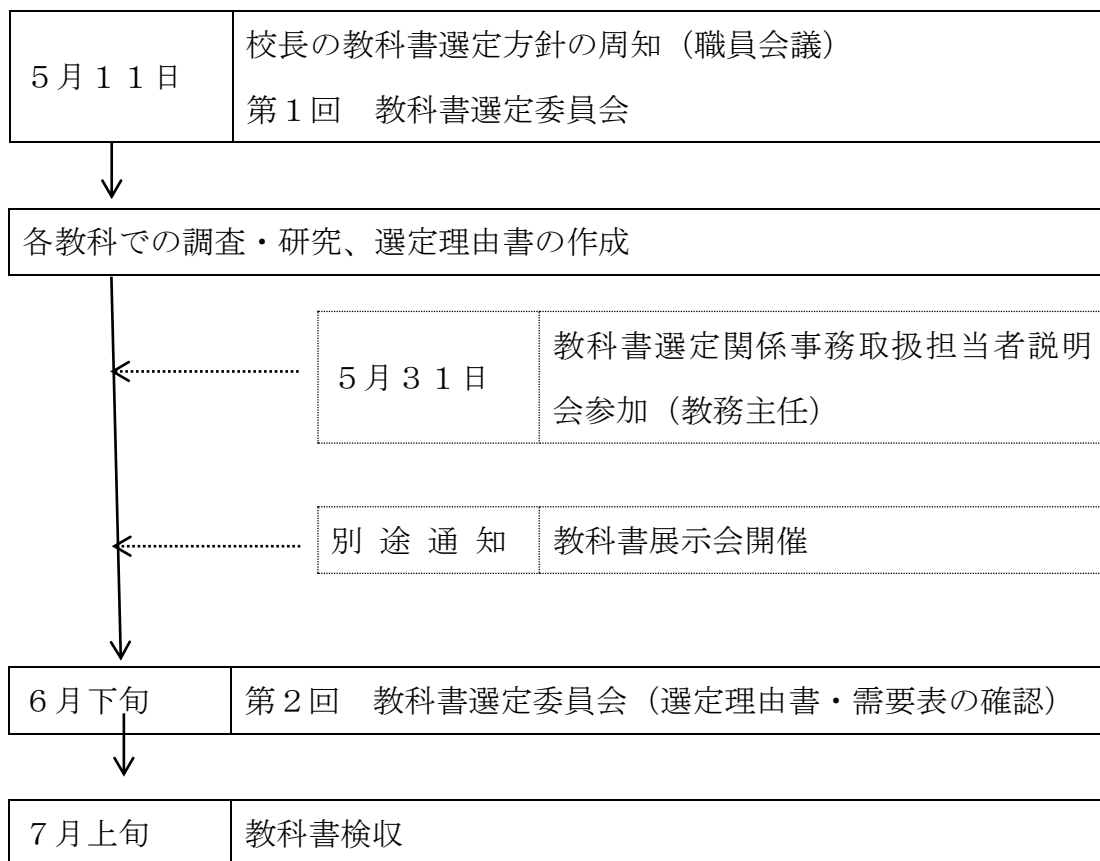 5月11日
校長の教科書選定方針の周知（職員会議）
第1回　教科書選定委員会
各教科での調査・研究、選定理由書の作成
5月31日
教科書選定関係事務取扱担当者説明
会参加（教務主任）
別途通知
教科書展示会開催
6月下旬
第2回　教科書選定委員会（選定理由書・需要表の確認）
7月上旬
教科書検収